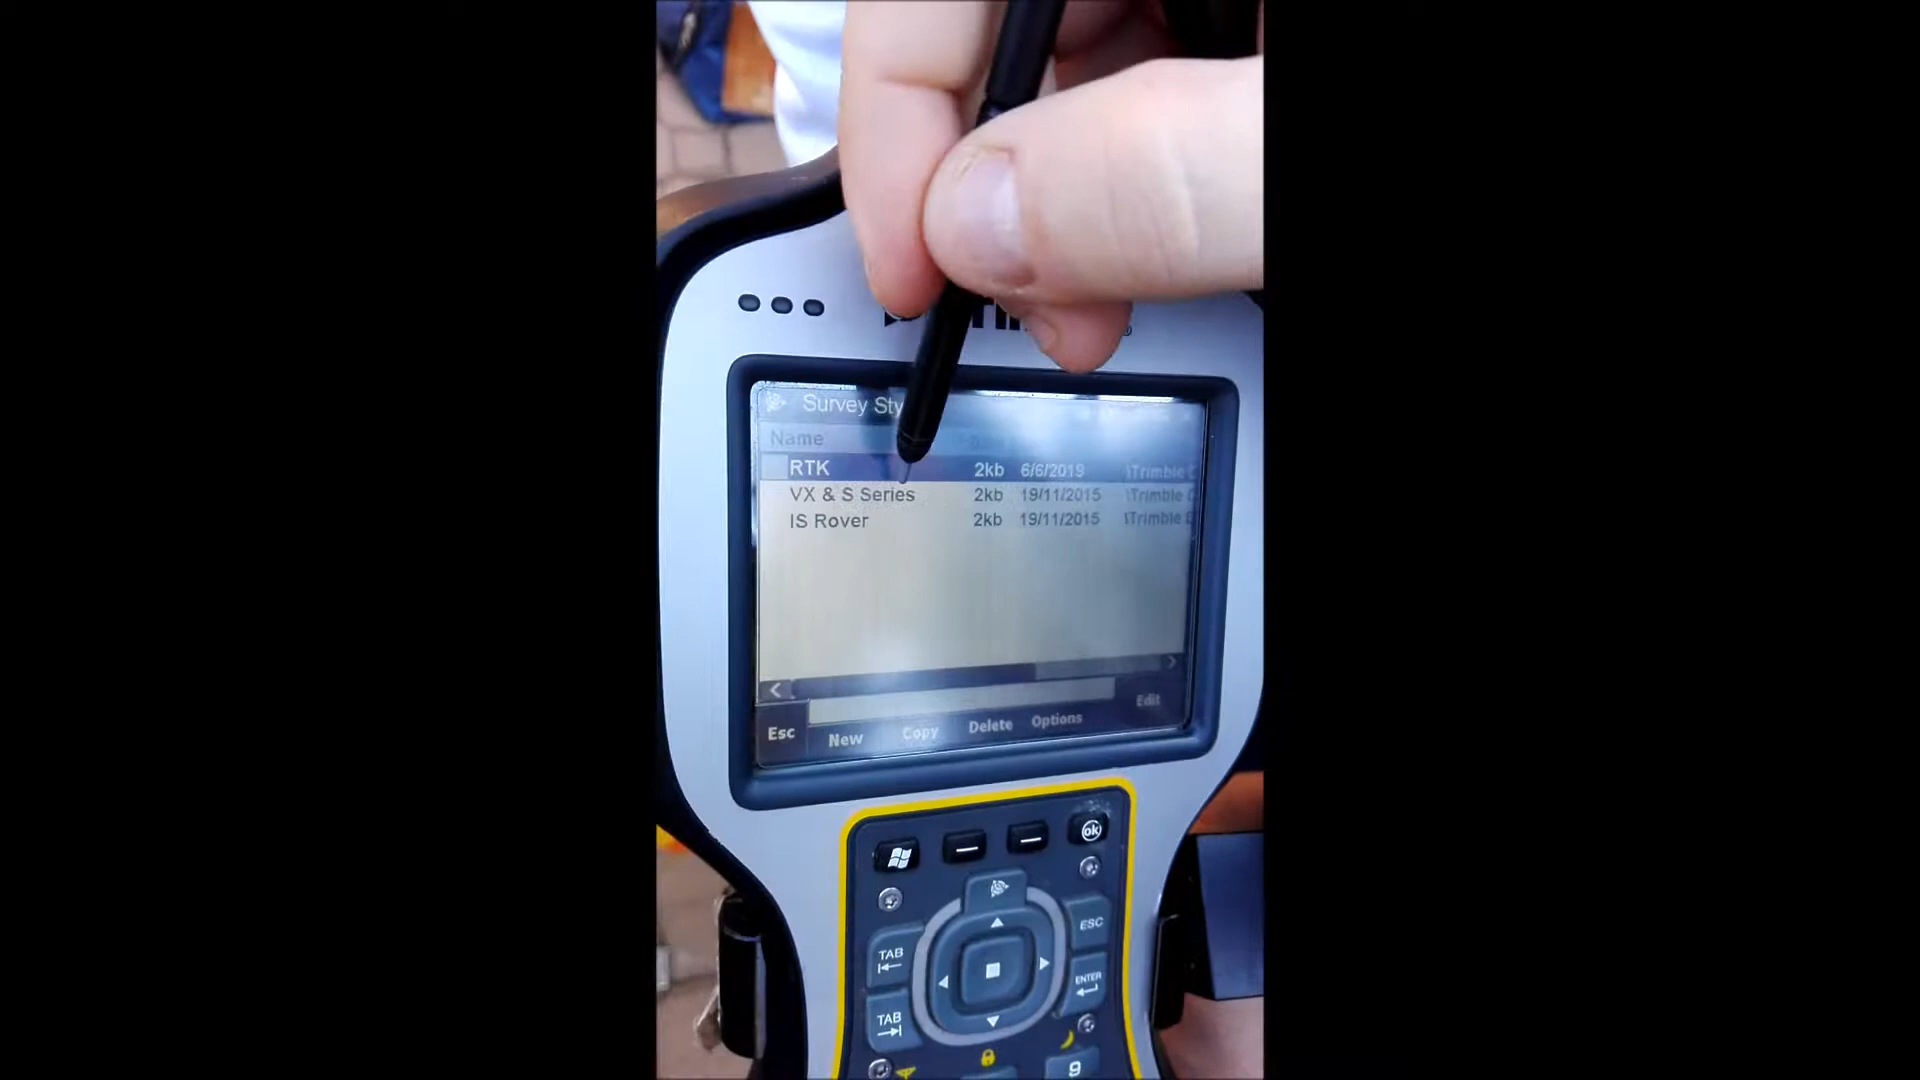 Survey Sty
Name
RTK 2kb 6/6/2019 \Trimble
VX & S Series 2kb 19/11/2015 \Trimble
IS Rover 2kb 19/11/2015 \Trimble
Edit
Esc New Copy Delete Options
ok
ESC
TAB
ENTER
TAB
9